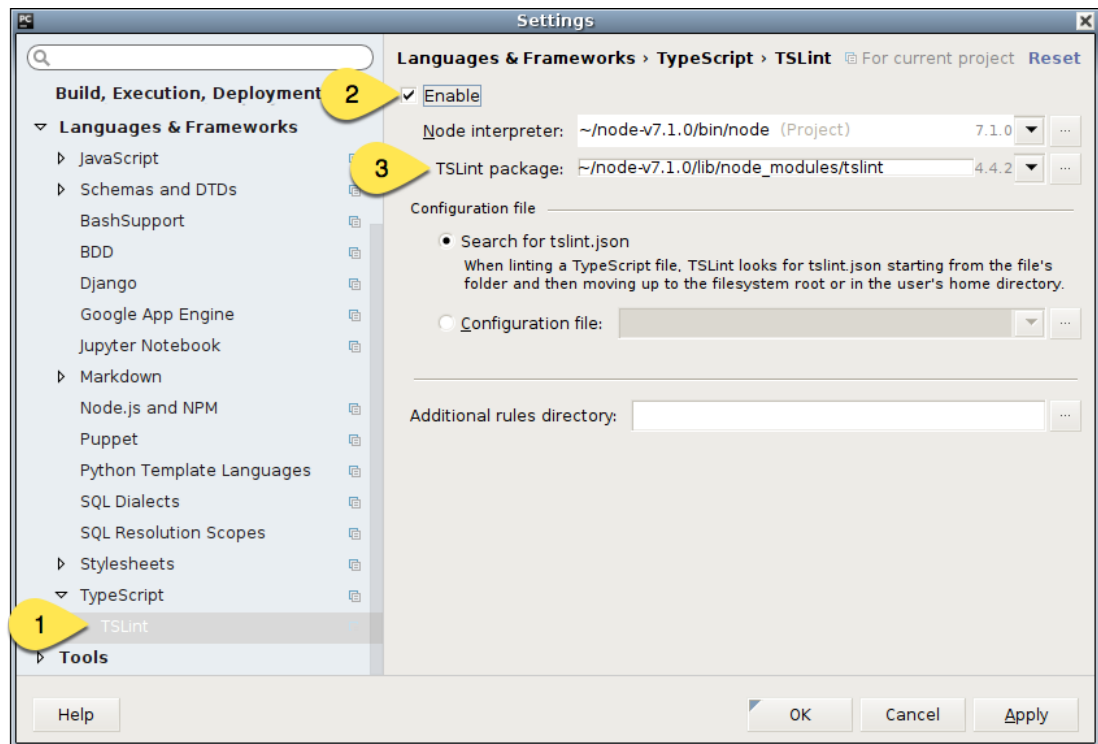 PC
Settings
Languages & Frameworks › TypeScript › TSLint For current project Reset
Build, Execution, Deployment
2
Enable
Languages & Frameworks
Node interpreter: ~/node-v7.1.0/bin/node (Project) 7.1.0 ...
JavaScript
3
TSLint package: ~/node-v7.1.0/lib/node_modules/tslint 4.4.2 ...
Schemas and DTDs
BashSupport
Configuration file
BDD
Search for tslint.json
When linting a TypeScript file, TSLint looks for tslint.json starting from the file's
folder and then moving up to the filesystem root or in the user's home directory.
Django
Google App Engine
Configuration file: ...
Jupyter Notebook
Markdown
Node.js and NPM
Additional rules directory: ...
Puppet
Python Template Languages
SQL Dialects
SQL Resolution Scopes
Stylesheets
TypeScript
1
TSLint
Tools
Help
OK
Cancel
Apply